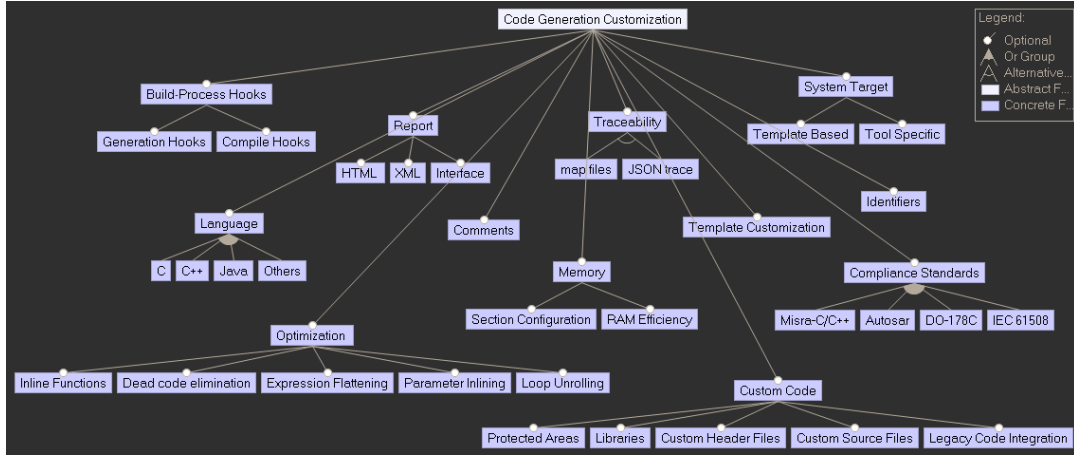 Code Generation Customization
Legend:
Optional
Or Group
Alternative...
Abstract F...
Concrete F...
Build-Process Hooks
System Target
Generation Hooks
Compile Hooks
Report
Traceability
Template Based
Tool Specific
HTML
XML
Interface
map files
JSON trace
Identifiers
Language
Comments
Template Customization
C
C++
Java
Others
Memory
Compliance Standards
Section Configuration
RAM Efficiency
Misra-C/C++
Autosar
DO-178C
IEC 61508
Optimization
Inline Functions
Dead code elimination
Expression Flattening
Parameter Inlining
Loop Unrolling
Custom Code
Protected Areas
Libraries
Custom Header Files
Custom Source Files
Legacy Code Integration